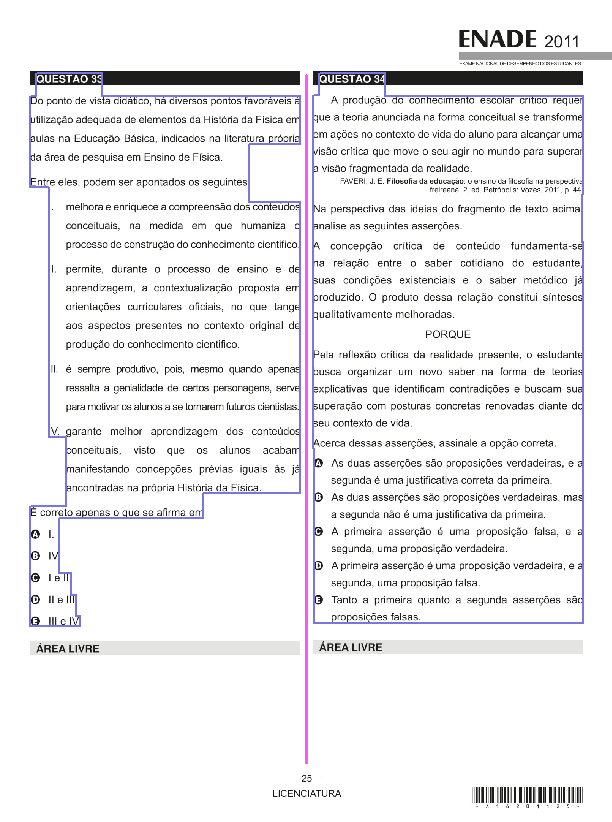 ENADE 2011
EXAME NACIONAL DE DESEMPENHO DOS ESTUDANTES
QUESTÃO 33
Do ponto de vista didático, há diversos pontos favoráveis à
utilização adequada de elementos da História da Física em
aulas na Educação Básica, indicados na literatura própria
da área de pesquisa em Ensino de Física.
Entre eles, podem ser apontados os seguintes
I. melhora e enriquece a compreensão dos conteúdos
conceituais, na medida em que humaniza o
processo de construção do conhecimento científico.
II. permite, durante o processo de ensino e de
aprendizagem, a contextualização proposta em
orientações curriculares oficiais, no que tange
aos aspectos presentes no contexto original de
produção do conhecimento científico.
III. é sempre produtivo, pois, mesmo quando apenas
ressalta a genialidade de certos personagens, serve
para motivar os alunos a se tornarem futuros cientistas.
IV. garante melhor aprendizagem dos conteúdos
conceituais, visto que os alunos acabam
manifestando concepções prévias iguais às já
encontradas na própria História da Física.
É correto apenas o que se afirma em
A I.
B IV.
C I e II.
D II e III.
E III e IV.
ÁREA LIVRE
QUESTÃO 34
A produção do conhecimento escolar crítico requer
que a teoria anunciada na forma conceitual se transforme
em ações no contexto de vida do aluno para alcançar uma
visão crítica que move o seu agir no mundo para superar
a visão fragmentada da realidade.
FAVERI, J. E. Filosofia da educação: o ensino da filosofia na perspectiva
freireana. 2. ed. Petrópolis: Vozes, 2011, p. 44.
Na perspectiva das ideias do fragmento de texto acima,
analise as seguintes asserções.
A concepção crítica de conteúdo fundamenta-se
na relação entre o saber cotidiano do estudante,
suas condições existenciais e o saber metódico já
produzido. O produto dessa relação constitui sínteses
qualitativamente melhoradas.
PORQUE
Pela reflexão crítica da realidade presente, o estudante
busca organizar um novo saber na forma de teorias
explicativas que identificam contradições e buscam sua
superação com posturas concretas renovadas diante do
seu contexto de vida.
Acerca dessas asserções, assinale a opção correta.
A As duas asserções são proposições verdadeiras, e a
segunda é uma justificativa correta da primeira.
B As duas asserções são proposições verdadeiras, mas
a segunda não é uma justificativa da primeira.
C A primeira asserção é uma proposição falsa, e a
segunda, uma proposição verdadeira.
D A primeira asserção é uma proposição verdadeira, e a
segunda, uma proposição falsa.
E Tanto a primeira quanto a segunda asserções são
proposições falsas.
ÁREA LIVRE
25
LICENCIATURA